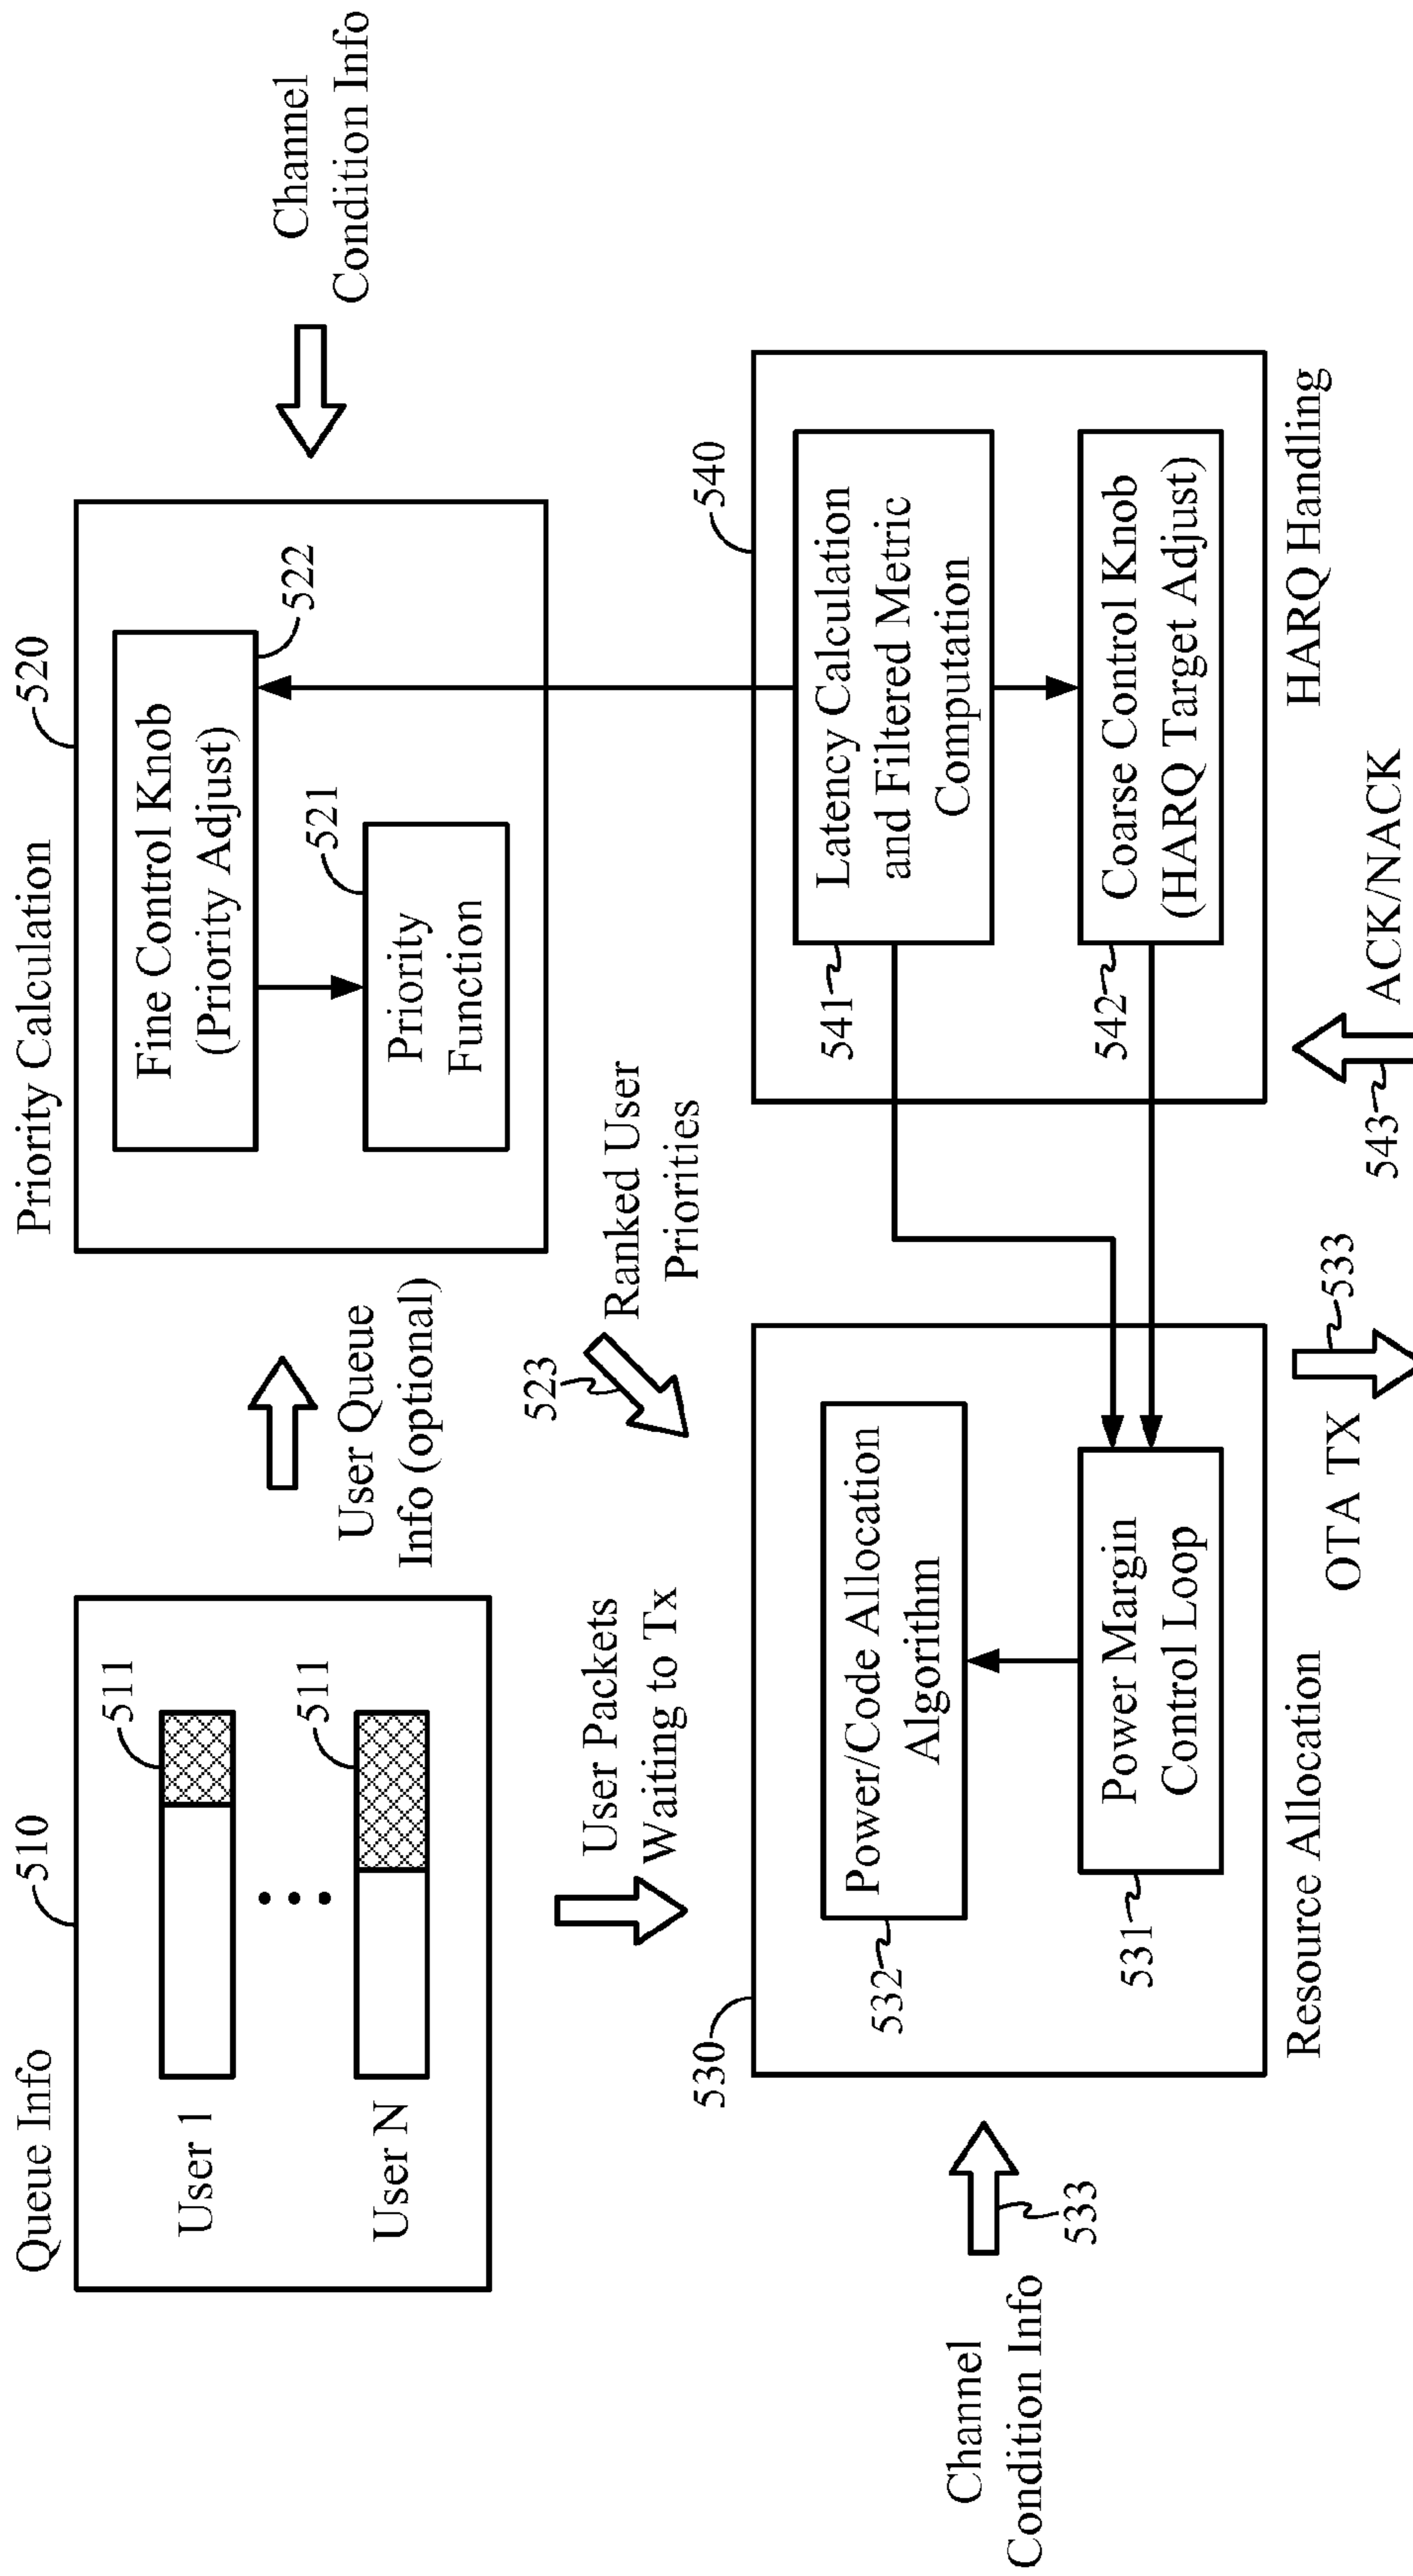 Queue Info
510
User 1
511
User N
511
User Queue
Info (optional)
Priority Calculation
520
Fine Control Knob
(Priority Adjust)
522
521
Priority
Function
Channel
Condition Info
User Packets
Waiting to Tx
523
Ranked User
Priorities
Channel
Condition Info
533
530
532
Power/Code Allocation
Algorithm
531
Power Margin
Control Loop
Resource Allocation
OTA TX
533
540
541
Latency Calculation
and Filtered Metric
Computation
542
Coarse Control Knob
(HARQ Target Adjust)
HARQ Handling
543
ACK/NACK